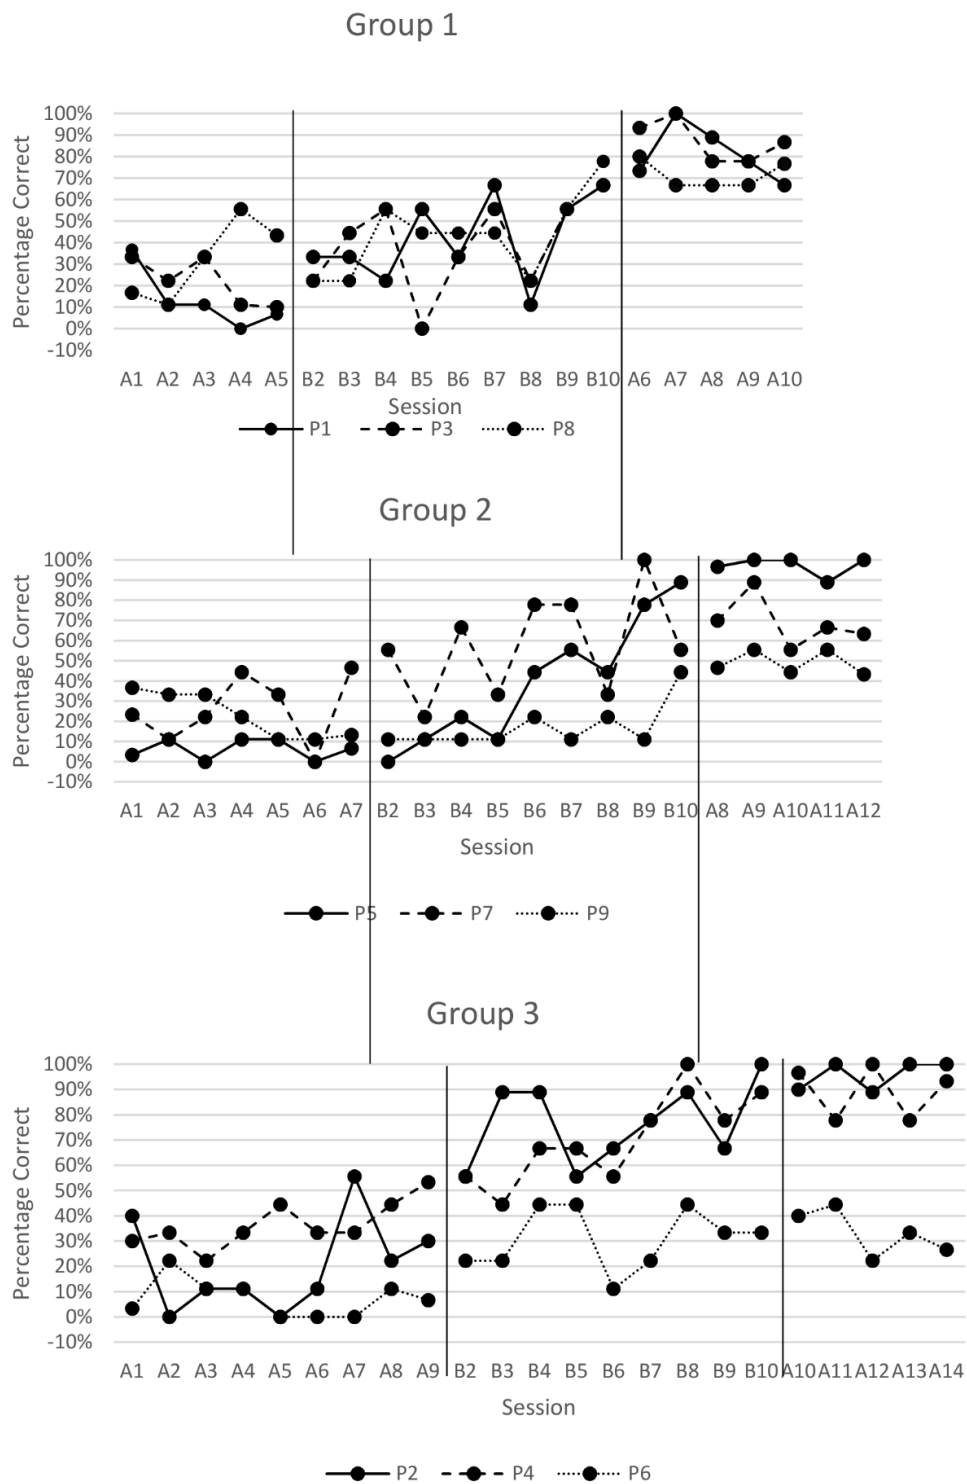 Group 1
Percentage Correct
100%
90%
80%
70%
60%
50%
40%
30%
20%
10%
0%
-10%
A1 A2 A3 A4 A5 B2 B3 B4 B5 B6 B7 B8 B9 B10 A6 A7 A8 A9 A10
Session
P1 P3 P8
Group 2
Percentage Correct
100%
90%
80%
70%
60%
50%
40%
30%
20%
10%
0%
-10%
A1 A2 A3 A4 A5 A6 A7 B2 B3 B4 B5 B6 B7 B8 B9 B10 A8 A9 A10 A11 A12
Session
P5 P7 P9
Group 3
Percentage Correct
100%
90%
80%
70%
60%
50%
40%
30%
20%
10%
0%
-10%
A1 A2 A3 A4 A5 A6 A7 A8 A9 B2 B3 B4 B5 B6 B7 B8 B9 B10 A10 A11 A12 A13 A14
Session
P2 P4 P6